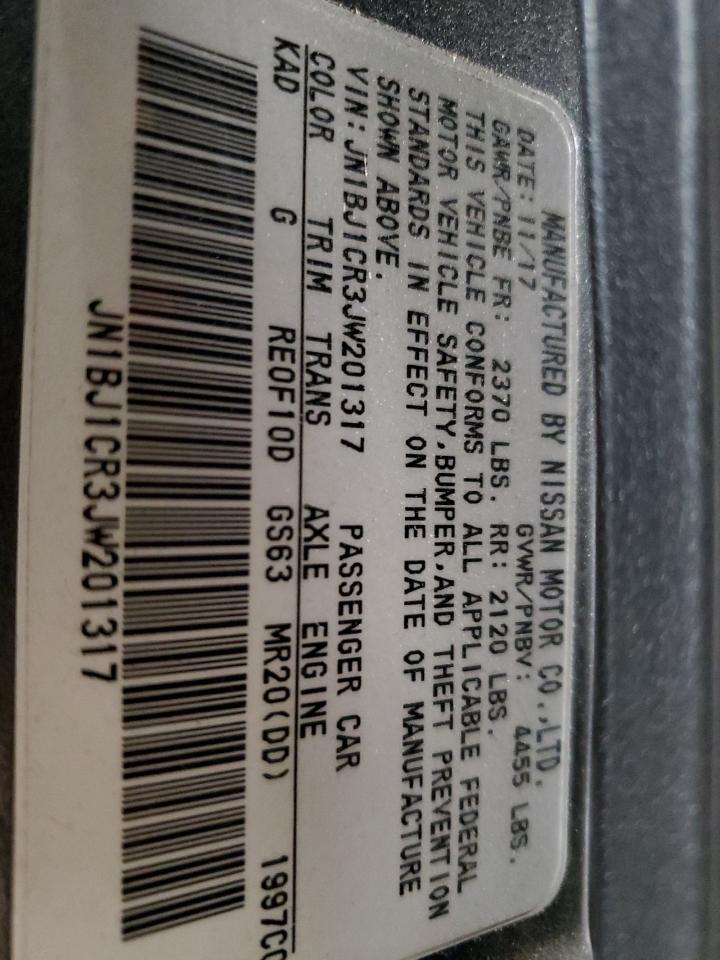 MANUFACTURED BY NISSAN MOTOR CO.,LTD.
DATE: 11/17 GVWR/PNBV: 4455 LBS.
GAWR/PNBE FR: 2370 LBS. RR: 2120 LBS.
THIS VEHICLE CONFORMS TO ALL APPLICABLE FEDERAL
MOTOR VEHICLE SAFETY,BUMPER,AND THEFT PREVENTION
STANDARDS IN EFFECT ON THE DATE OF MANUFACTURE
SHOWN ABOVE.
VIN:JN1BJ1CR3JW201317 PASSENGER CAR
COLOR TRIM TRANS AXLE ENGINE
KAD G RE0F10D GS63 MR20(DD) 1997CC
JN1BJ1CR3JW201317